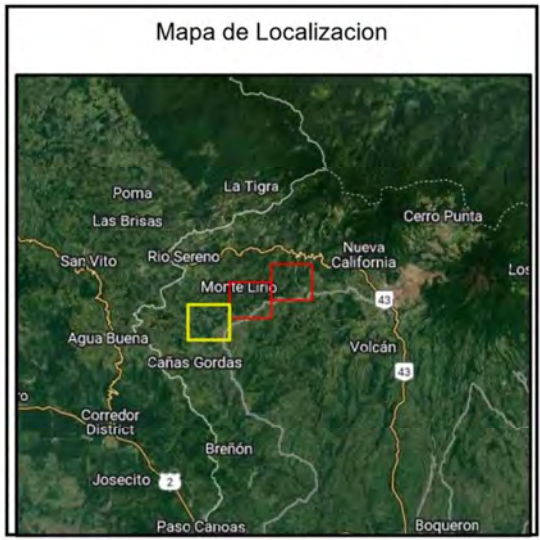 Mapa de Localizacion
La Tigra
Poma
Las Brisas
Cerro Punta
Rio Sereno
Nueva
California
San Vito
Los
Monte Lirio
43
Agua Buena
Volcán
Cañas Gordas
43
ro
Corredor
District
Breñón
Josecito
2
Paso Canoas
Boqueron